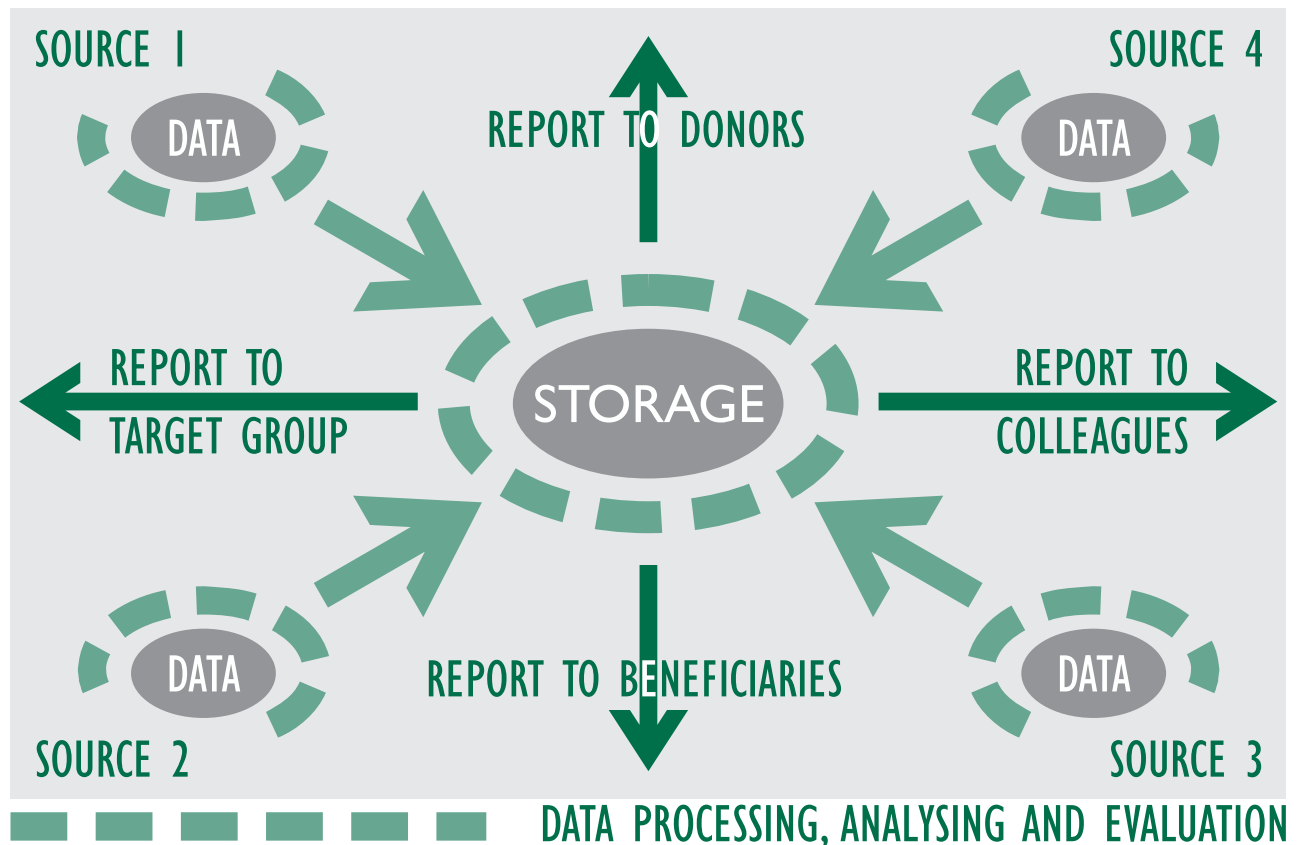 SOURCE 1
SOURCE 4
DATA
REPORT TO DONORS
DATA
REPORT TO
TARGET GROUP
STORAGE
REPORT TO
COLLEAGUES
DATA
REPORT TO BENEFICIARIES
DATA
SOURCE 2
SOURCE 3
DATA PROCESSING, ANALYSING AND EVALUATION